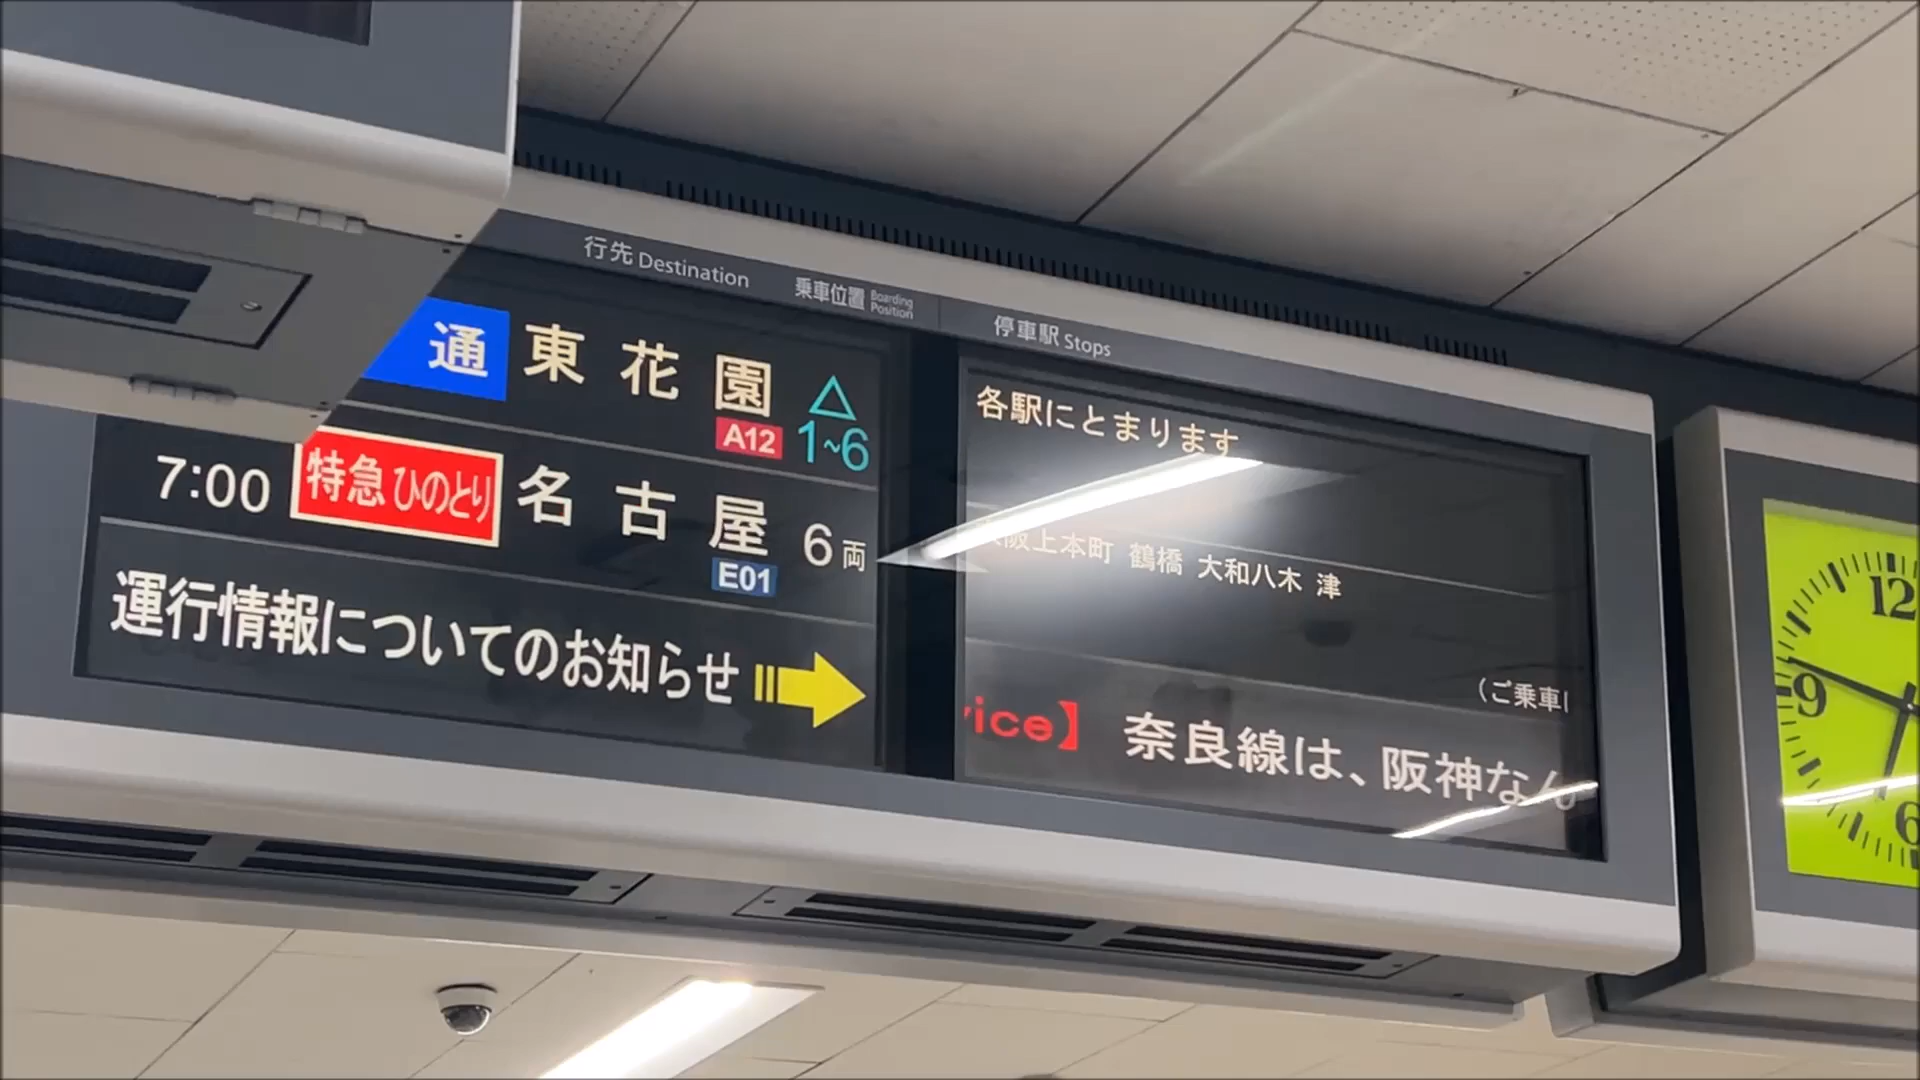 行先 Destination 乗車位置 Boarding Position 停車駅 Stops
通 東花園 △
A12 1~6
各駅にとまります
7:00 特急 ひのとり 名古屋 6両
E01
阪上本町 鶴橋 大和八木 津
(ご乗車
運行情報についてのお知らせ
ice】 奈良線は、阪神なん
12
9
6